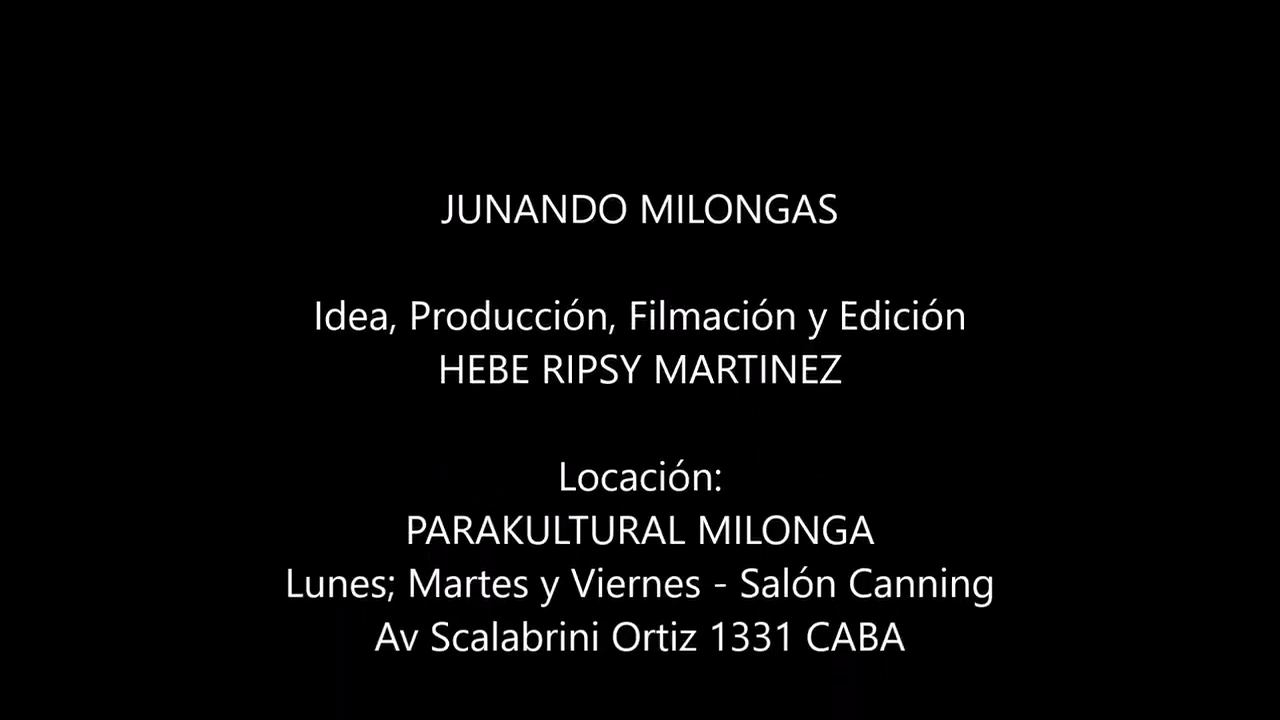 JUNANDO MILONGAS
Idea, Producción, Filmación y Edición
HEBE RIPSY MARTINEZ
Locación:
PARAKULTURAL MILONGA
Lunes; Martes y Viernes - Salón Canning
Av Scalabrini Ortiz 1331 CABA